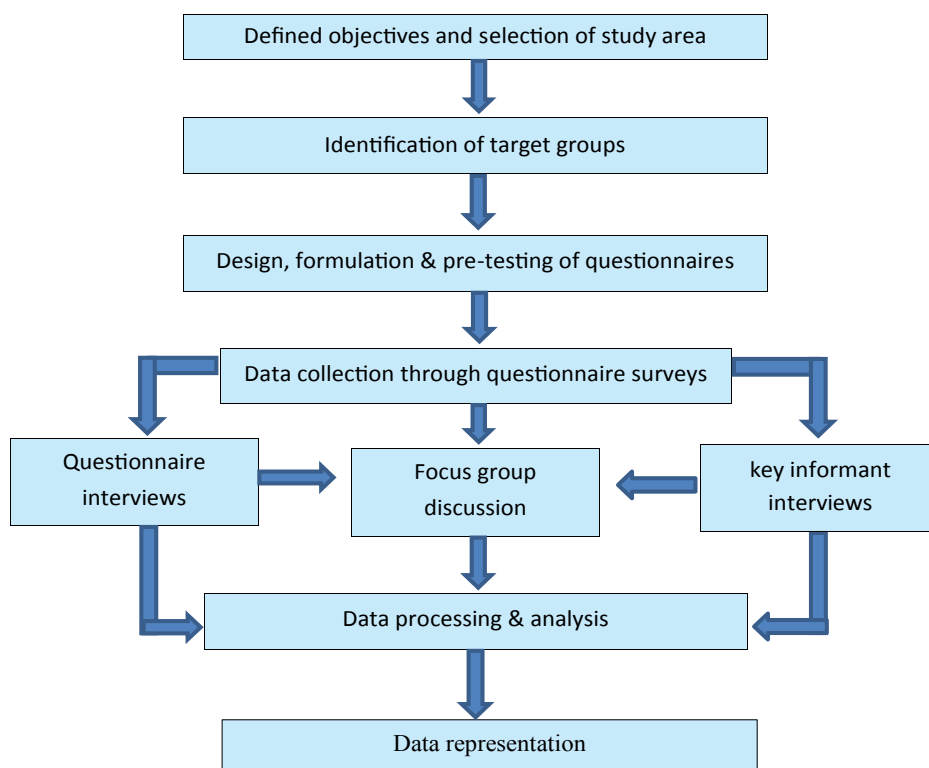 Defined objectives and selection of study area
Identification of target groups
Design, formulation & pre-testing of questionnaires
Data collection through questionnaire surveys
Questionnaire
interviews
Focus group
discussion
key informant
interviews
Data processing & analysis
Data representation